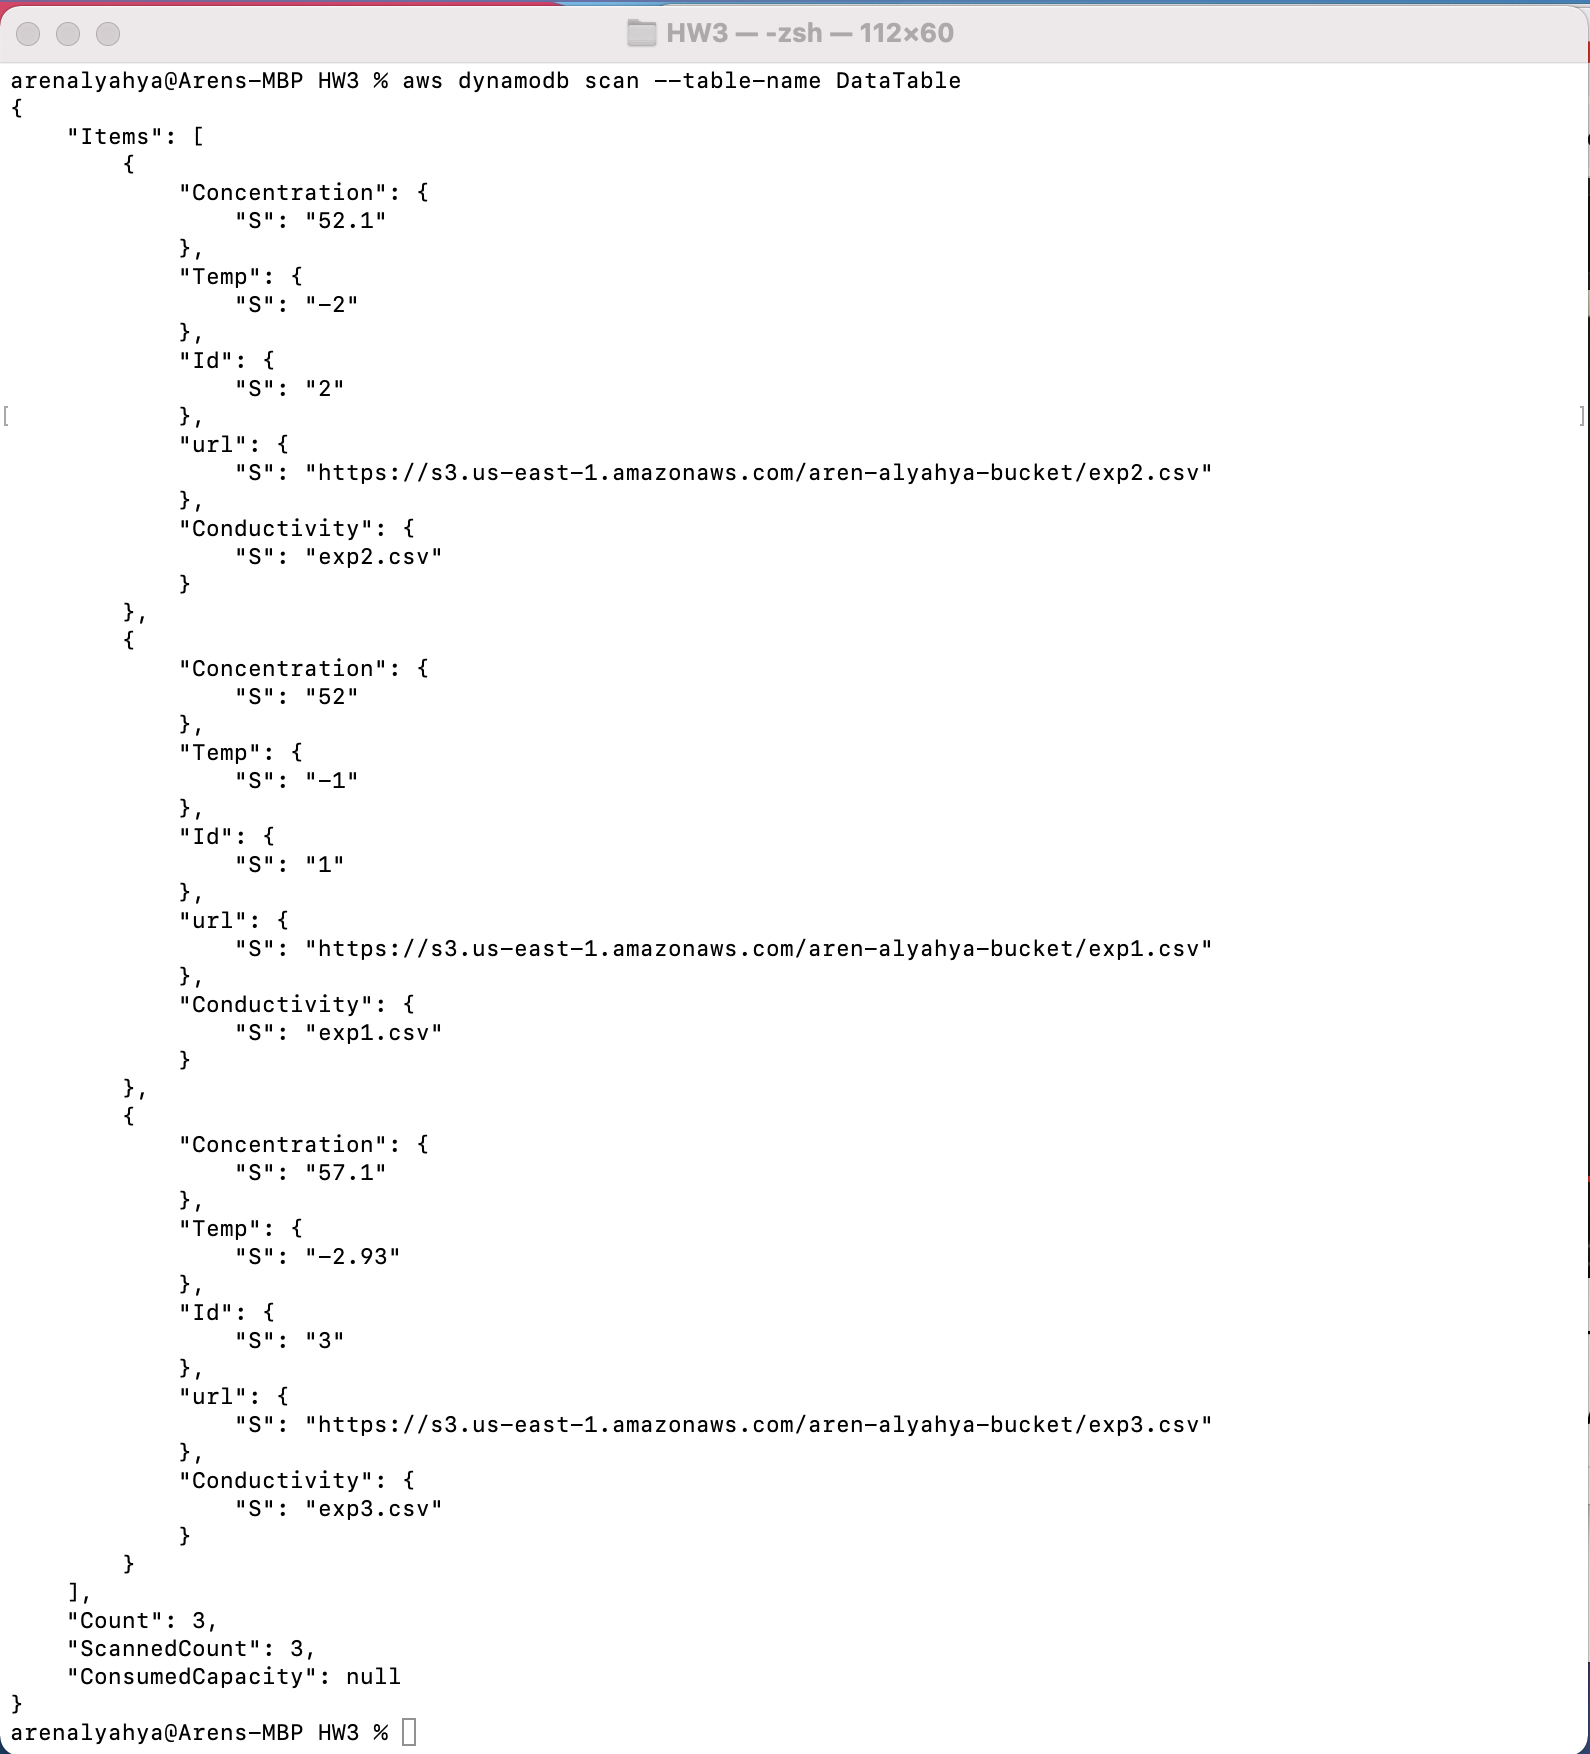 HW3 — -zsh — 112×60
arenalyahya@Arens-MBP HW3 % aws dynamodb scan --table-name DataTable
{
    "Items": [
        {
            "Concentration": {
                "S": "52.1"
            },
            "Temp": {
                "S": "-2"
            },
            "Id": {
                "S": "2"
            },
            "url": {
                "S": "https://s3.us-east-1.amazonaws.com/aren-alyahya-bucket/exp2.csv"
            },
            "Conductivity": {
                "S": "exp2.csv"
            }
        },
        {
            "Concentration": {
                "S": "52"
            },
            "Temp": {
                "S": "-1"
            },
            "Id": {
                "S": "1"
            },
            "url": {
                "S": "https://s3.us-east-1.amazonaws.com/aren-alyahya-bucket/exp1.csv"
            },
            "Conductivity": {
                "S": "exp1.csv"
            }
        },
        {
            "Concentration": {
                "S": "57.1"
            },
            "Temp": {
                "S": "-2.93"
            },
            "Id": {
                "S": "3"
            },
            "url": {
                "S": "https://s3.us-east-1.amazonaws.com/aren-alyahya-bucket/exp3.csv"
            },
            "Conductivity": {
                "S": "exp3.csv"
            }
        }
    ],
    "Count": 3,
    "ScannedCount": 3,
    "ConsumedCapacity": null
}
arenalyahya@Arens-MBP HW3 %